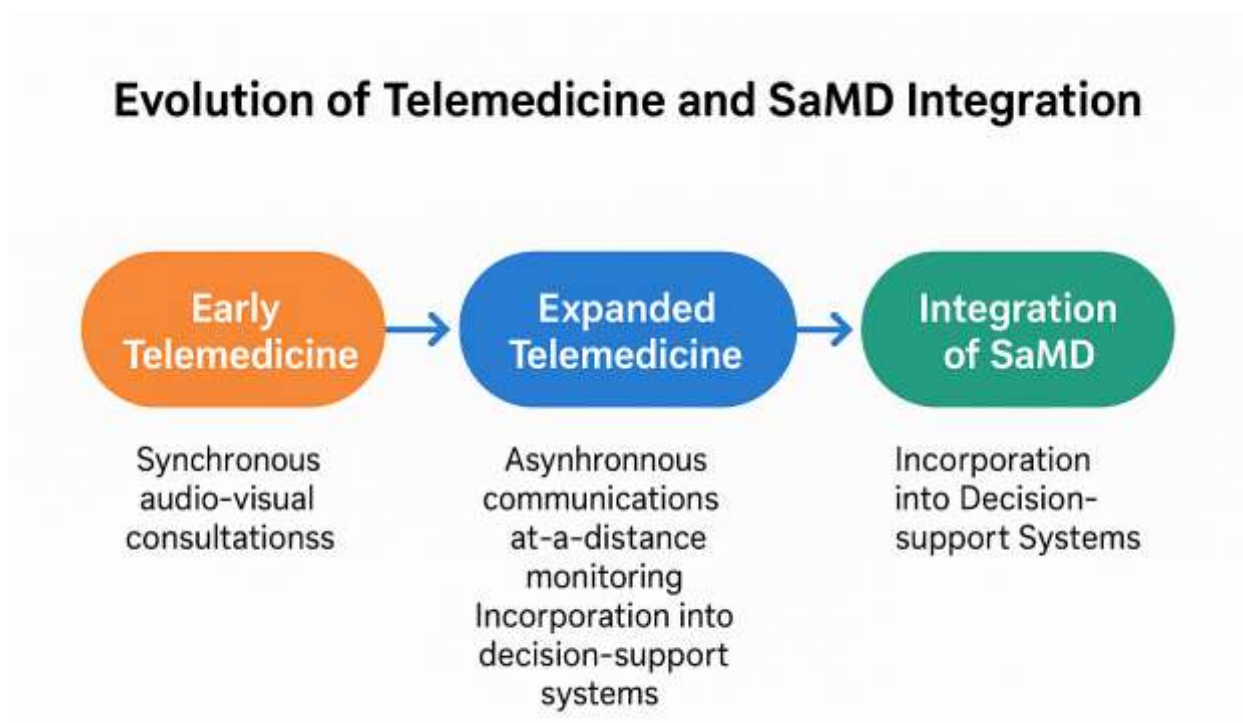 Evolution of Telemedicine and SaMD Integration
Early
Telemedicine
Expanded
Telemedicine
Integration
of SaMD
Synchronous
audio-visual
consultationss
Asynhronnous
communications
at-a-distance
monitoring
Incorporation into
decision-support
systems
Incorporation
into Decision-
support Systems